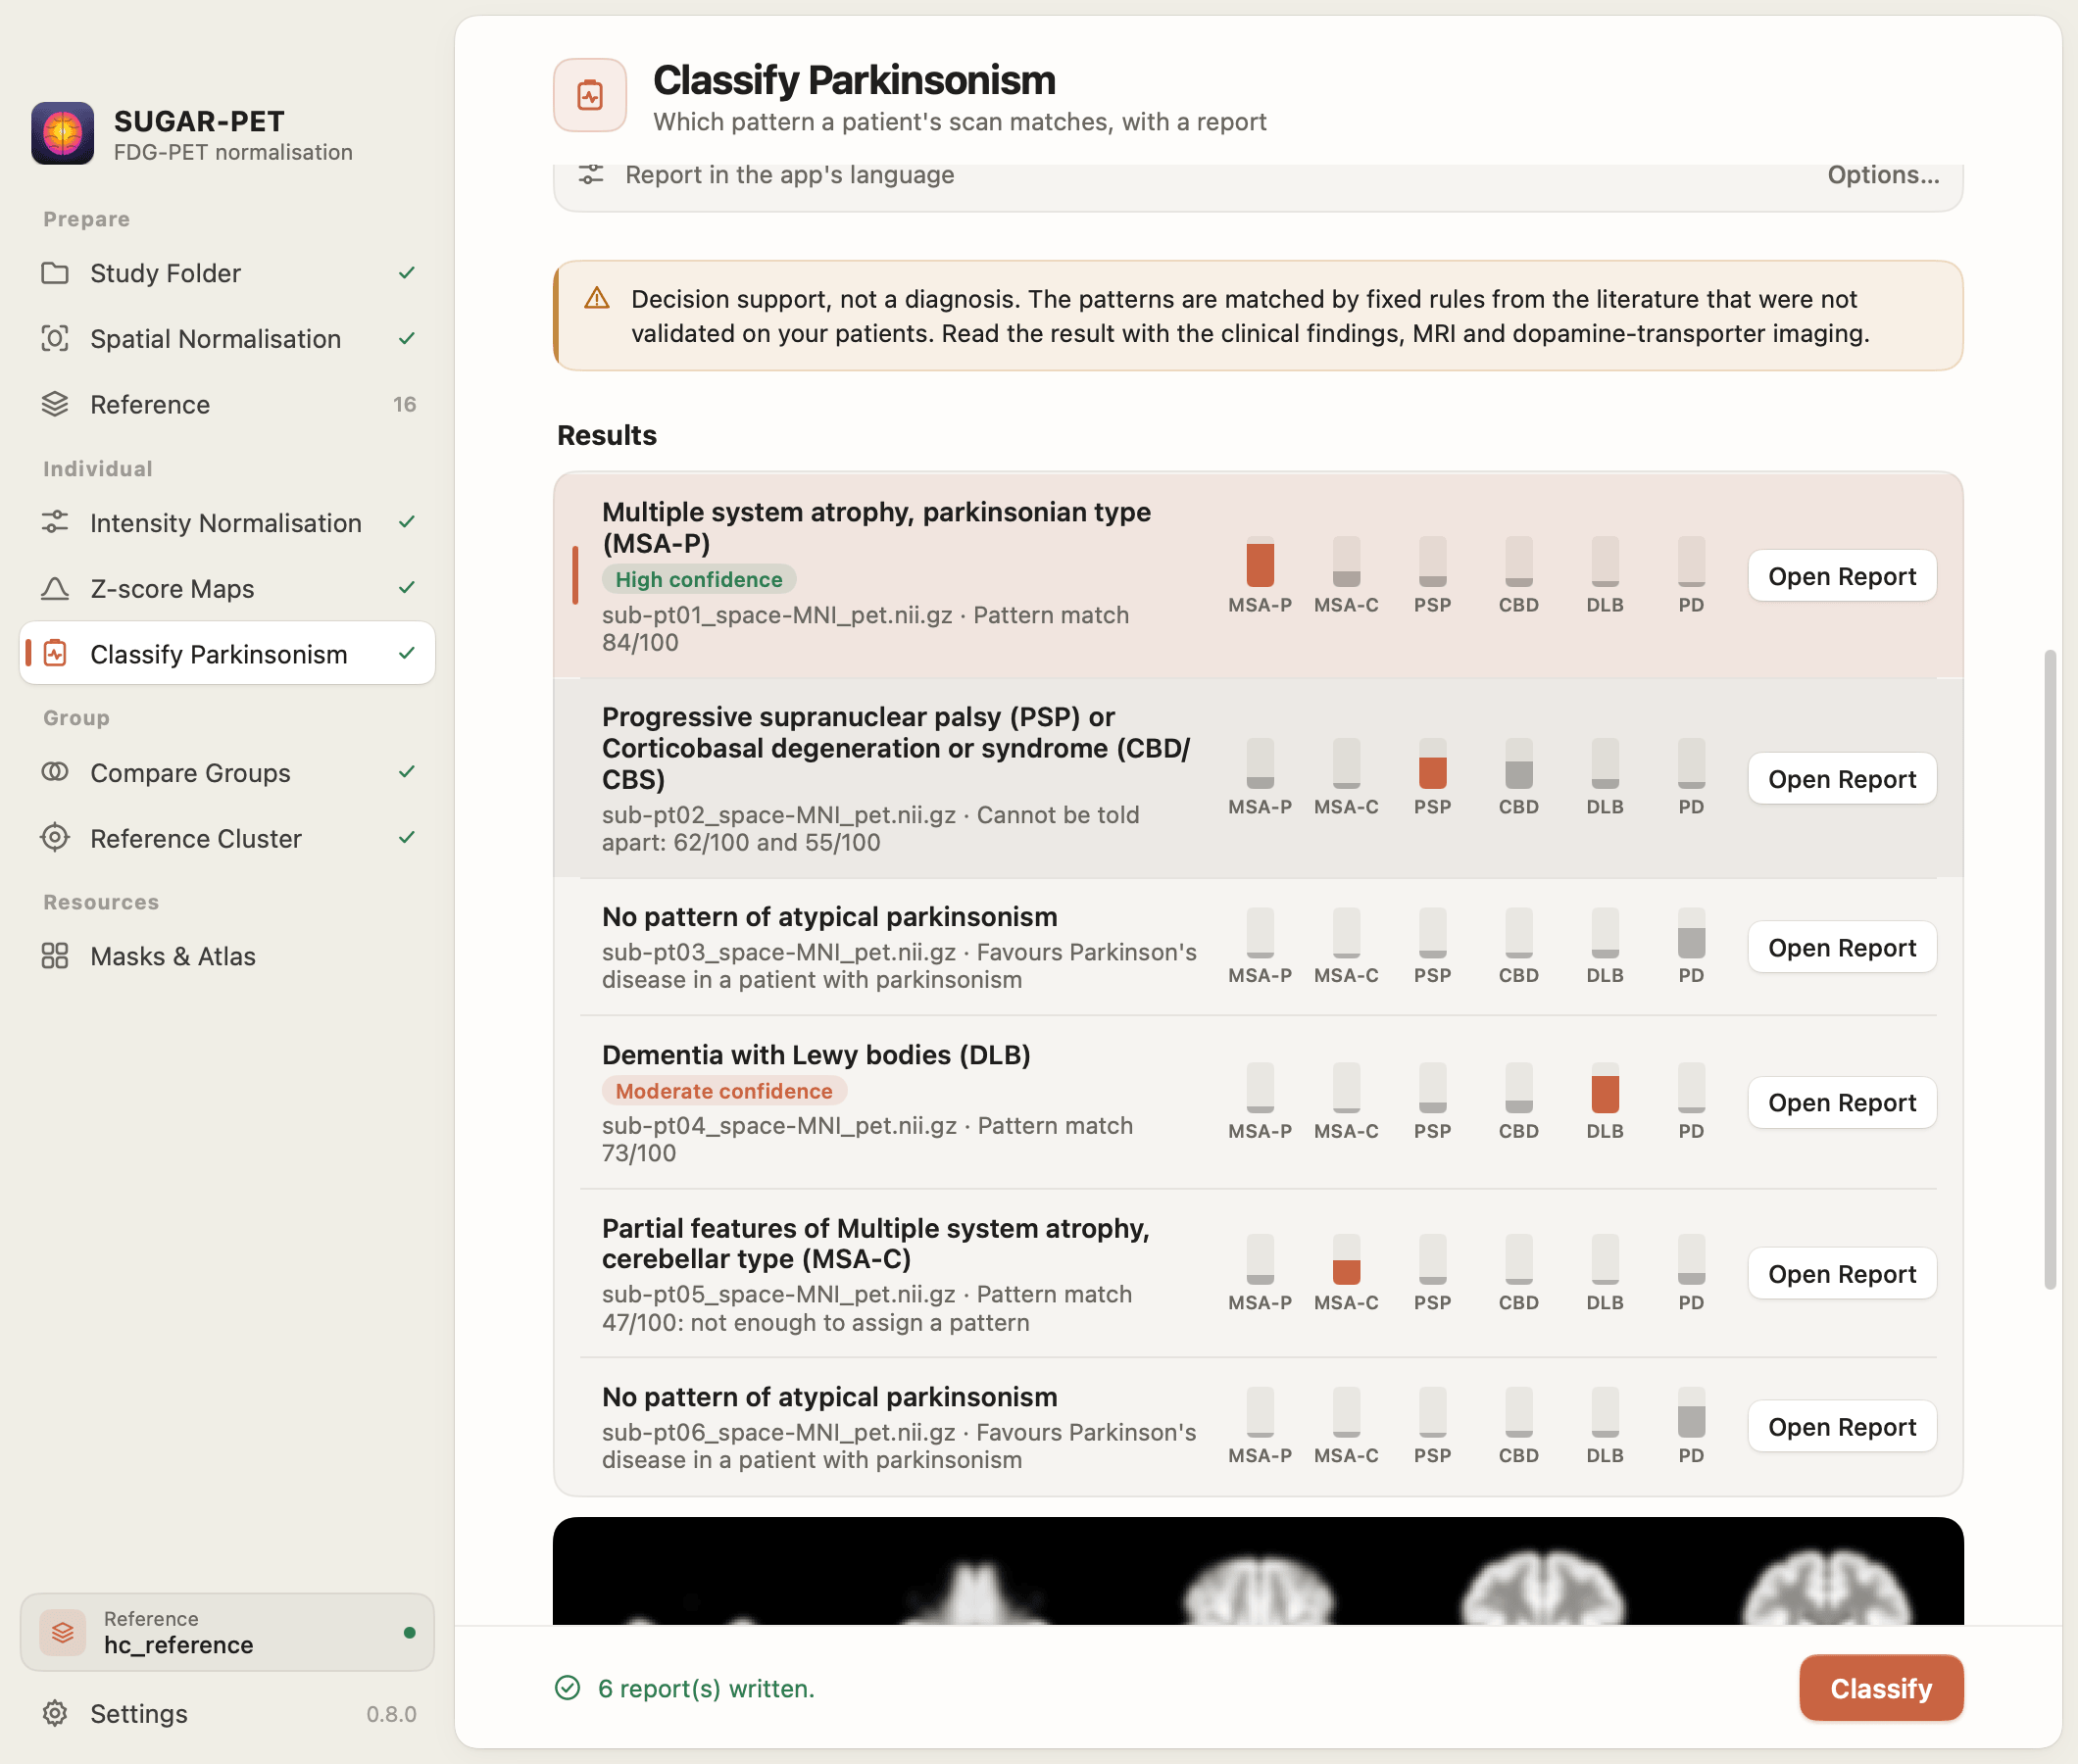 SUGAR-PET
FDG-PET normalisation
Prepare
Study Folder
Spatial Normalisation
Reference 16
Individual
Intensity Normalisation
Z-score Maps
Classify Parkinsonism
Group
Compare Groups
Reference Cluster
Resources
Masks & Atlas
Reference
hc_reference
Settings 0.8.0
Classify Parkinsonism
Which pattern a patient's scan matches, with a report
Report in the app's language Options...
Decision support, not a diagnosis. The patterns are matched by fixed rules from the literature that were not
validated on your patients. Read the result with the clinical findings, MRI and dopamine-transporter imaging.
Results
Multiple system atrophy, parkinsonian type
(MSA-P)
High confidence
sub-pt01_space-MNI_pet.nii.gz · Pattern match
84/100
MSA-P MSA-C PSP CBD DLB PD
Open Report
Progressive supranuclear palsy (PSP) or
Corticobasal degeneration or syndrome (CBD/
CBS)
sub-pt02_space-MNI_pet.nii.gz · Cannot be told
apart: 62/100 and 55/100
MSA-P MSA-C PSP CBD DLB PD
Open Report
No pattern of atypical parkinsonism
sub-pt03_space-MNI_pet.nii.gz · Favours Parkinson's
disease in a patient with parkinsonism
MSA-P MSA-C PSP CBD DLB PD
Open Report
Dementia with Lewy bodies (DLB)
Moderate confidence
sub-pt04_space-MNI_pet.nii.gz · Pattern match
73/100
MSA-P MSA-C PSP CBD DLB PD
Open Report
Partial features of Multiple system atrophy,
cerebellar type (MSA-C)
sub-pt05_space-MNI_pet.nii.gz · Pattern match
47/100: not enough to assign a pattern
MSA-P MSA-C PSP CBD DLB PD
Open Report
No pattern of atypical parkinsonism
sub-pt06_space-MNI_pet.nii.gz · Favours Parkinson's
disease in a patient with parkinsonism
MSA-P MSA-C PSP CBD DLB PD
Open Report
6 report(s) written.
Classify